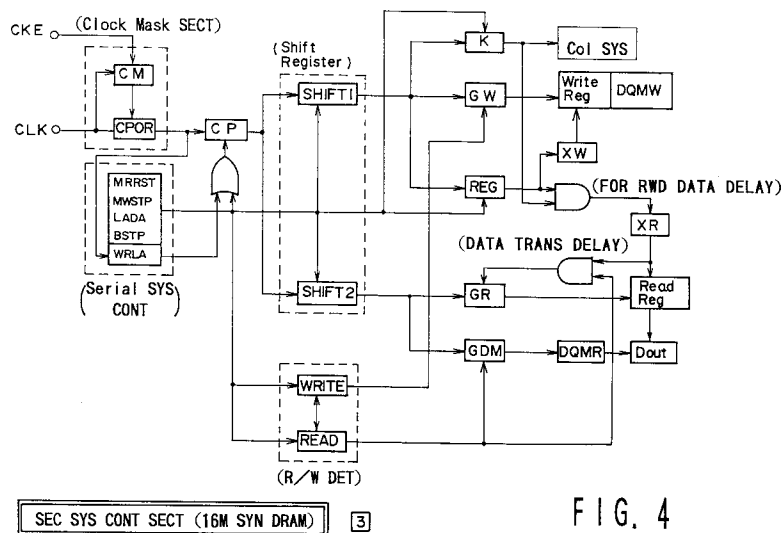 CKE
(Clock Mask SECT)
CM
CLK
CPOR
CP
MRRST
MWSTP
LADA
BSTP
WRLA
(Serial SYS
CONT)
(Shift
Register)
SHIFT1
SHIFT2
K
Col SYS
GW
Write
Reg
DQMW
XW
REG
(FOR RWD DATA DELAY)
XR
(DATA TRANS DELAY)
GR
Read
Reg
GDM
DQMR
Dout
WRITE
READ
(R/W DET)
SEC SYS CONT SECT (16M SYN DRAM)
3
FIG. 4